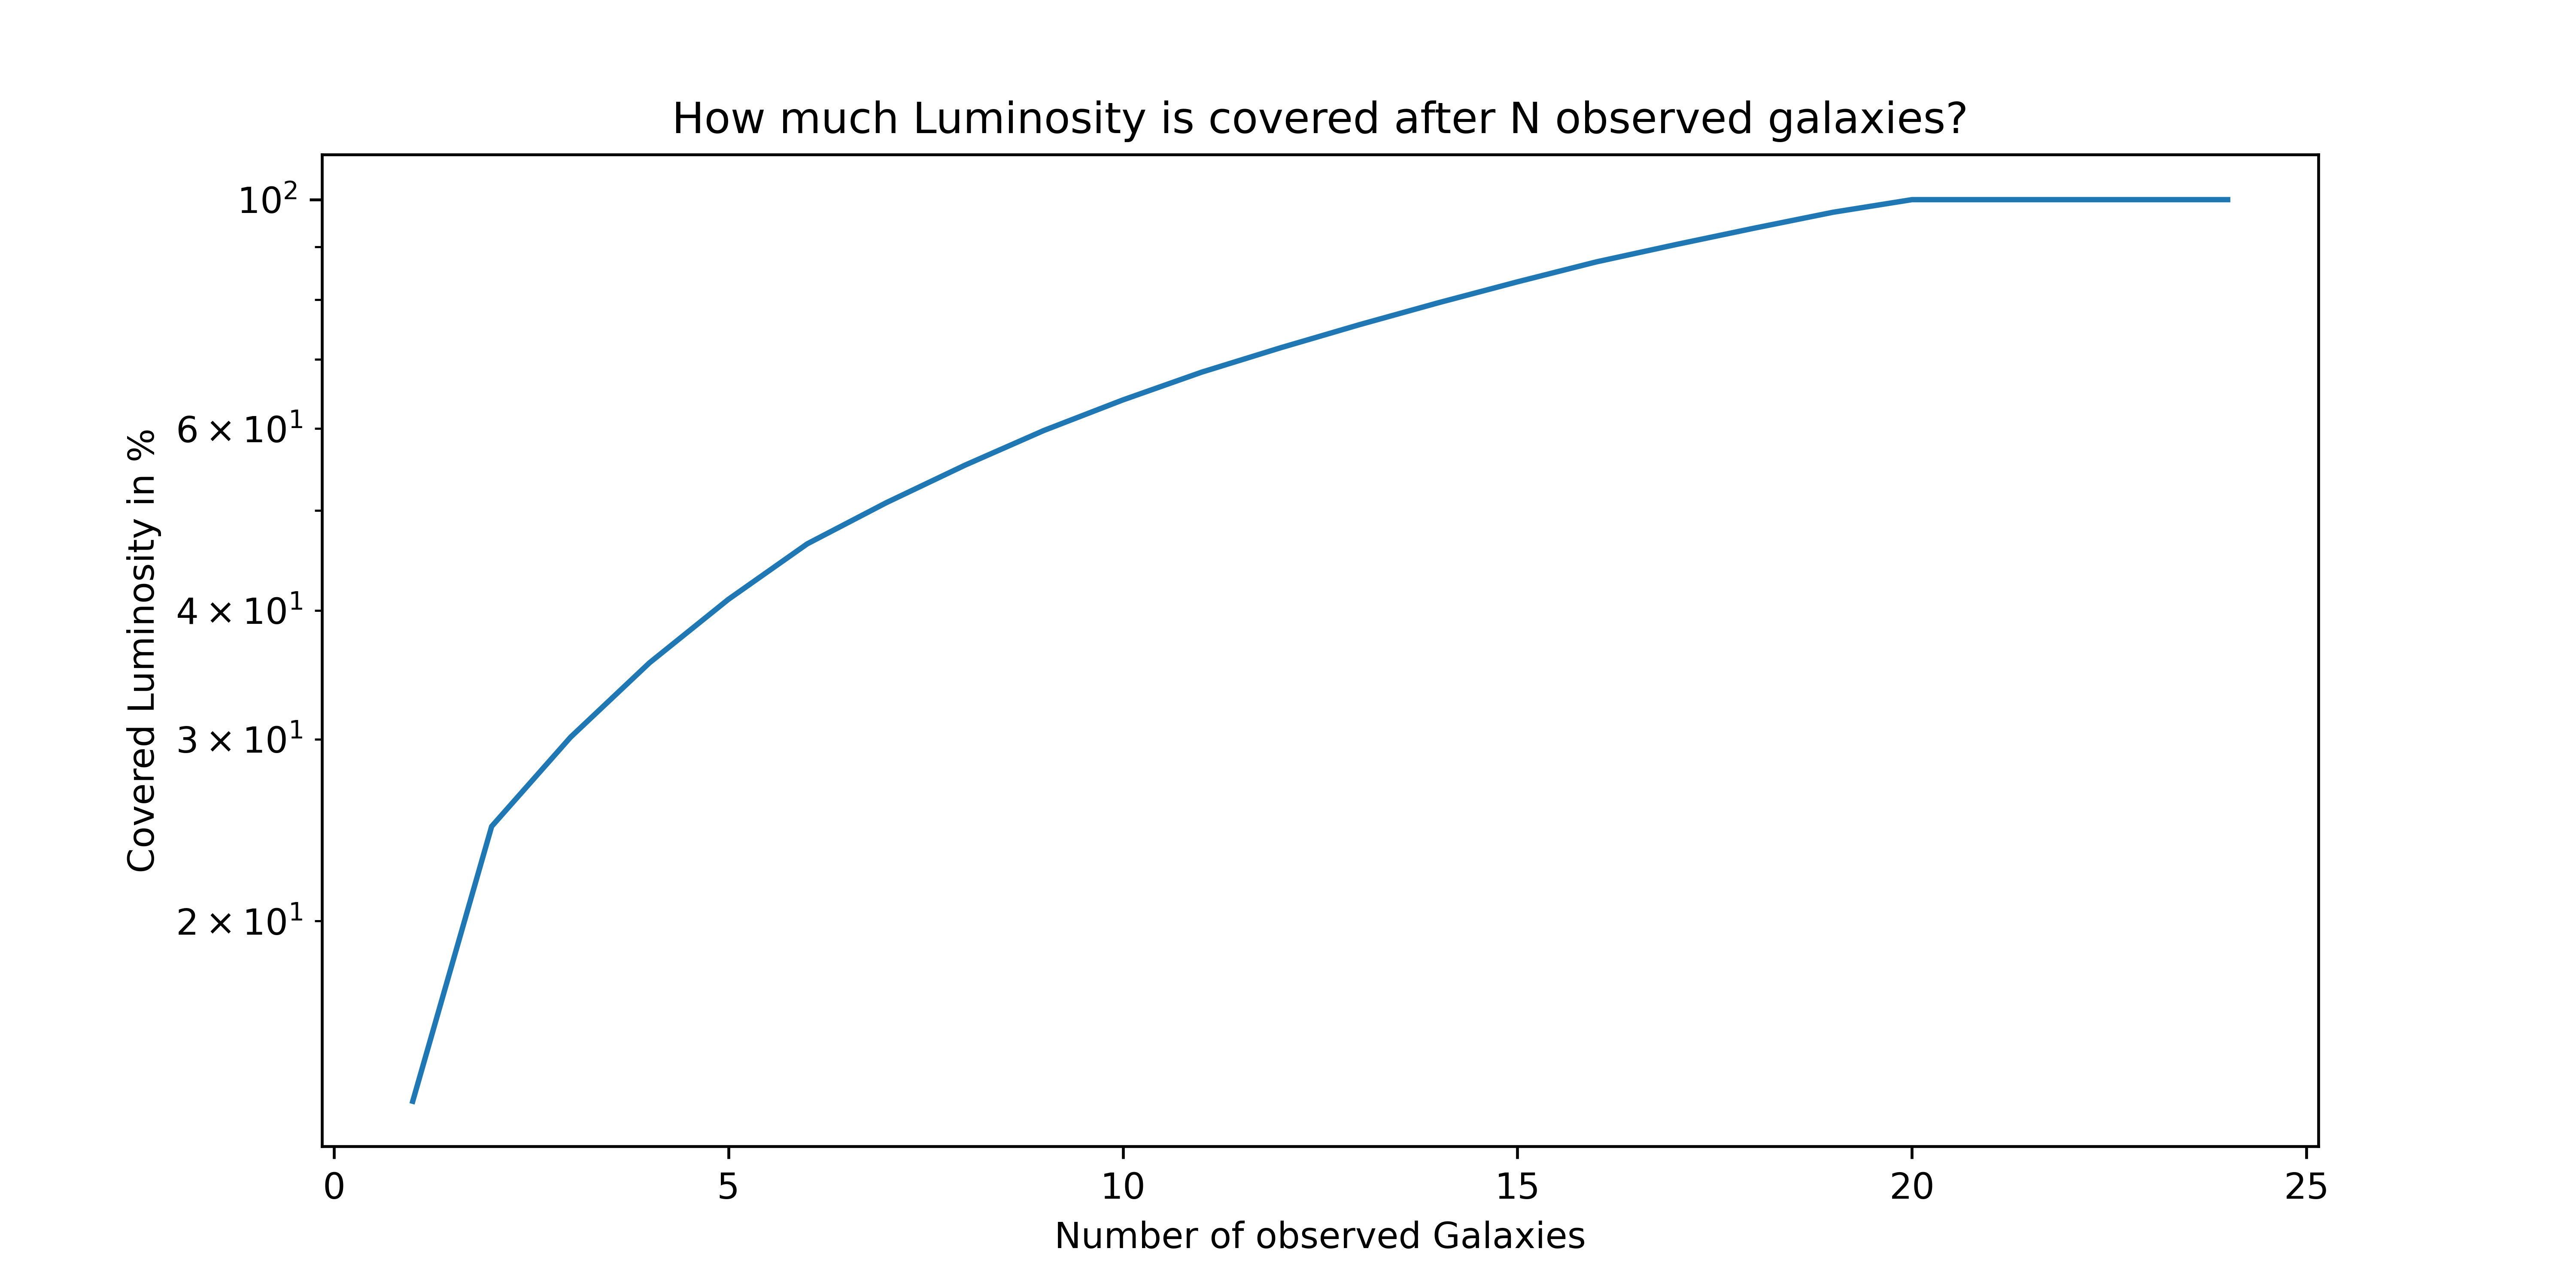 How much Luminosity is covered after N observed galaxies?
10²
6 × 10¹
4 × 10¹
3 × 10¹
2 × 10¹
Covered Luminosity in %
0 5 10 15 20 25
Number of observed Galaxies